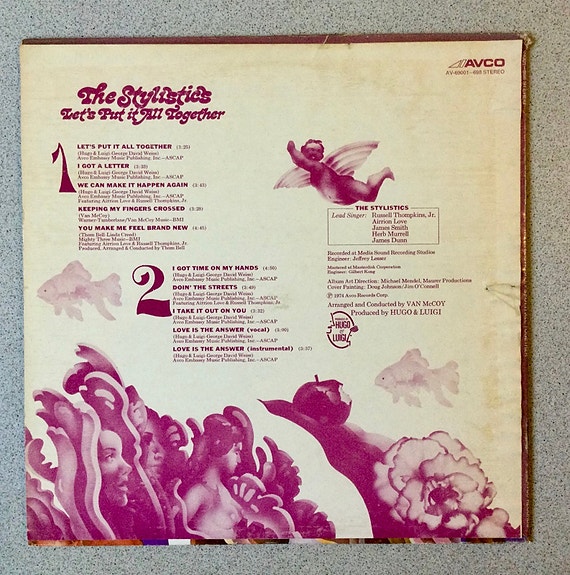 AVCO
AV-69001-698 STEREO
The Stylistics
Let's Put it All Together
1
LET'S PUT IT ALL TOGETHER (3:25)
(Hugo & Luigi-George David Weiss)
Avco Embassy Music Publishing, Inc.—ASCAP
I GOT A LETTER
(Hugo & Luigi-George David Weiss)
Avco Embassy Music Publishing, Inc.—ASCAP
WE CAN MAKE IT HAPPEN AGAIN (3:45)
(Hugo & Luigi-George David Weiss)
Avco Embassy Music Publishing, Inc.—ASCAP
Featuring Airrion Love & Russell Thompkins, Jr.
KEEPING MY FINGERS CROSSED (3:28)
(Van McCoy)
Warner-Tamberlane/Van McCoy Music—BMI
YOU MAKE ME FEEL BRAND NEW (4:45)
(Thom Bell-Linda Creed)
Mighty Three Music—BMI
Featuring Airrion Love & Russell Thompkins, Jr.
Produced, Arranged & Conducted by Thom Bell
2
I GOT TIME ON MY HANDS (4:50)
(Hugo & Luigi-George David Weiss)
Avco Embassy Music Publishing, Inc.—ASCAP
DOIN' THE STREETS (3:49)
(Hugo & Luigi-George David Weiss)
Avco Embassy Music Publishing, Inc.—ASCAP
Featuring Airrion Love & Russell Thompkins, Jr.
I TAKE IT OUT ON YOU (3:32)
(Hugo & Luigi-George David Weiss)
Avco Embassy Music Publishing, Inc.—ASCAP
LOVE IS THE ANSWER (vocal)
(Hugo & Luigi-George David Weiss)
Avco Embassy Music Publishing, Inc.—ASCAP
LOVE IS THE ANSWER (instrumental) (3:37)
(Hugo & Luigi-George David Weiss)
Avco Embassy Music Publishing, Inc.—ASCAP
THE STYLISTICS
Lead Singer: Russell Thompkins, Jr.
Airrion Love
James Smith
Herb Murrell
James Dunn
Recorded at Media Sound Recording Studios
Engineer: Jeffrey Lesser
Mastered at Masterdisk Corporation
Engineer: Gilbert Kong
Album Art Direction: Michael Mendel, Maurer Productions
Cover Painting: Doug Johnson/Jim O'Connell
℗ 1974 Avco Records Corp.
Arranged and Conducted by VAN McCOY
Produced by HUGO & LUIGI
HUGO & LUIGI